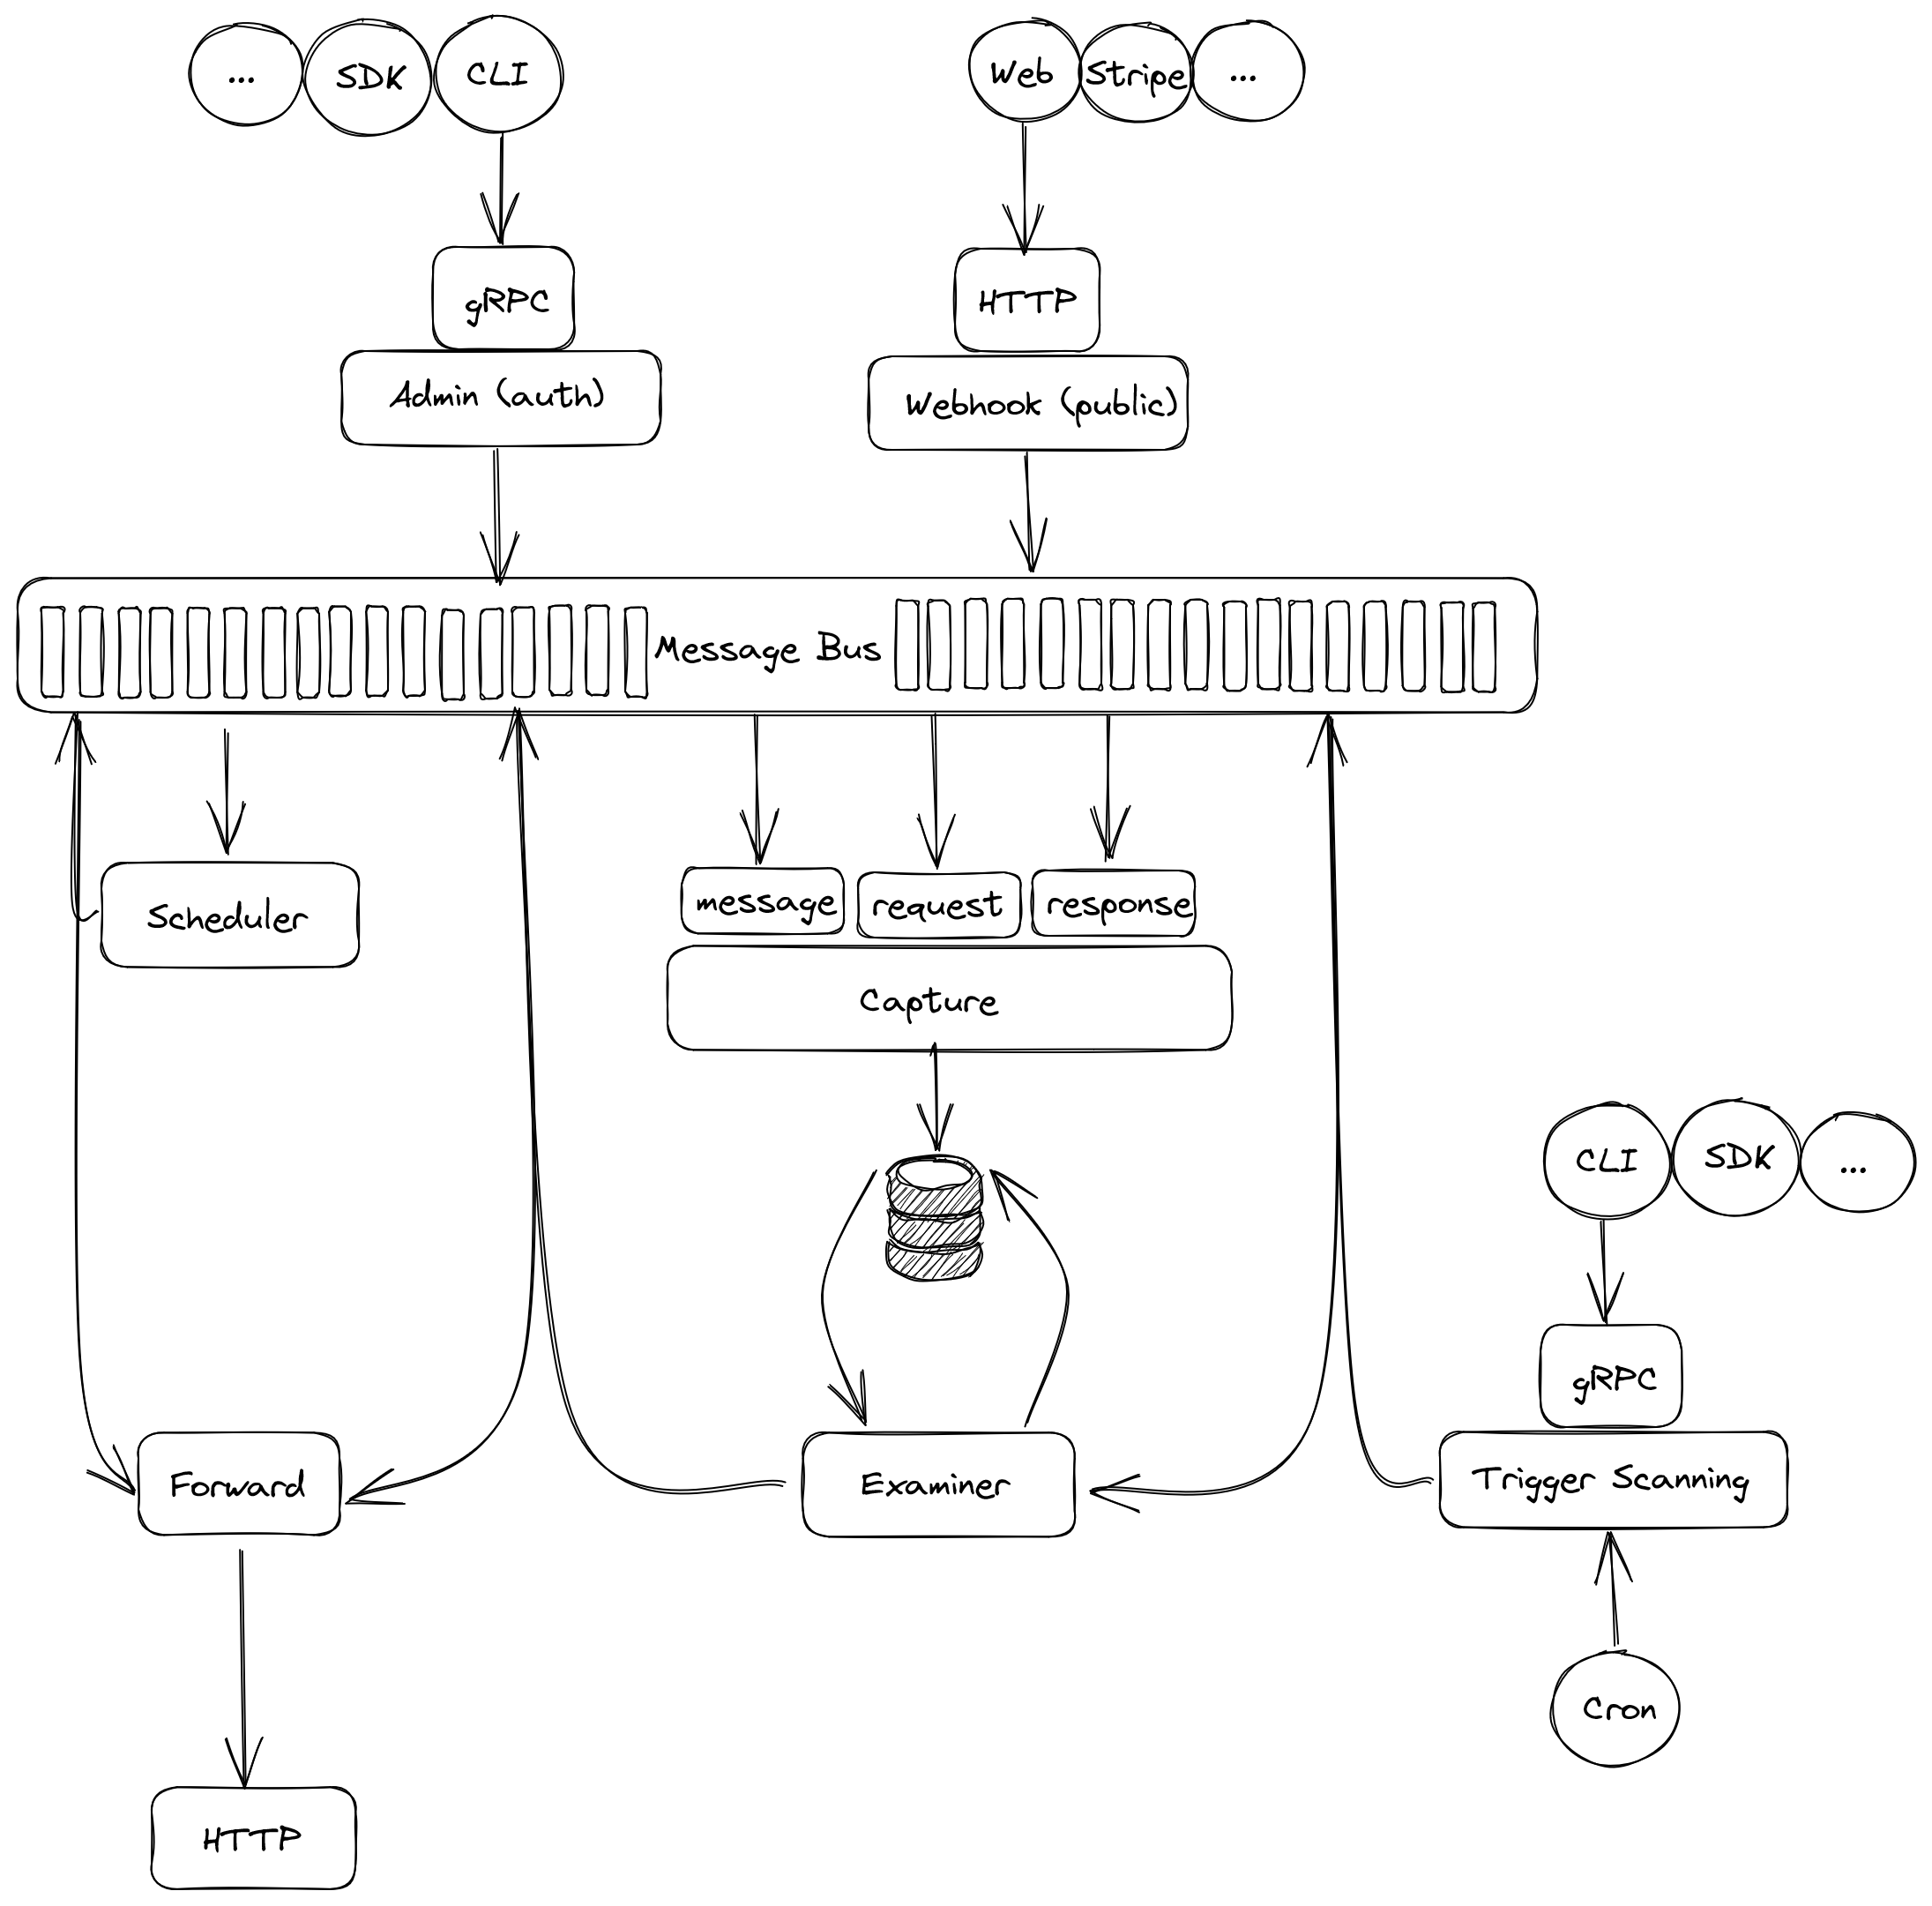 ...
SDK
CLI
Web
Stripe
...
gRPC
HTTP
Admin (auth)
Webhook (public)
Message Bus
message
request
response
Scheduler
Capture
CLI
SDK
...
gRPC
Forward
Examiner
Trigger Scanning
Cron
HTTP